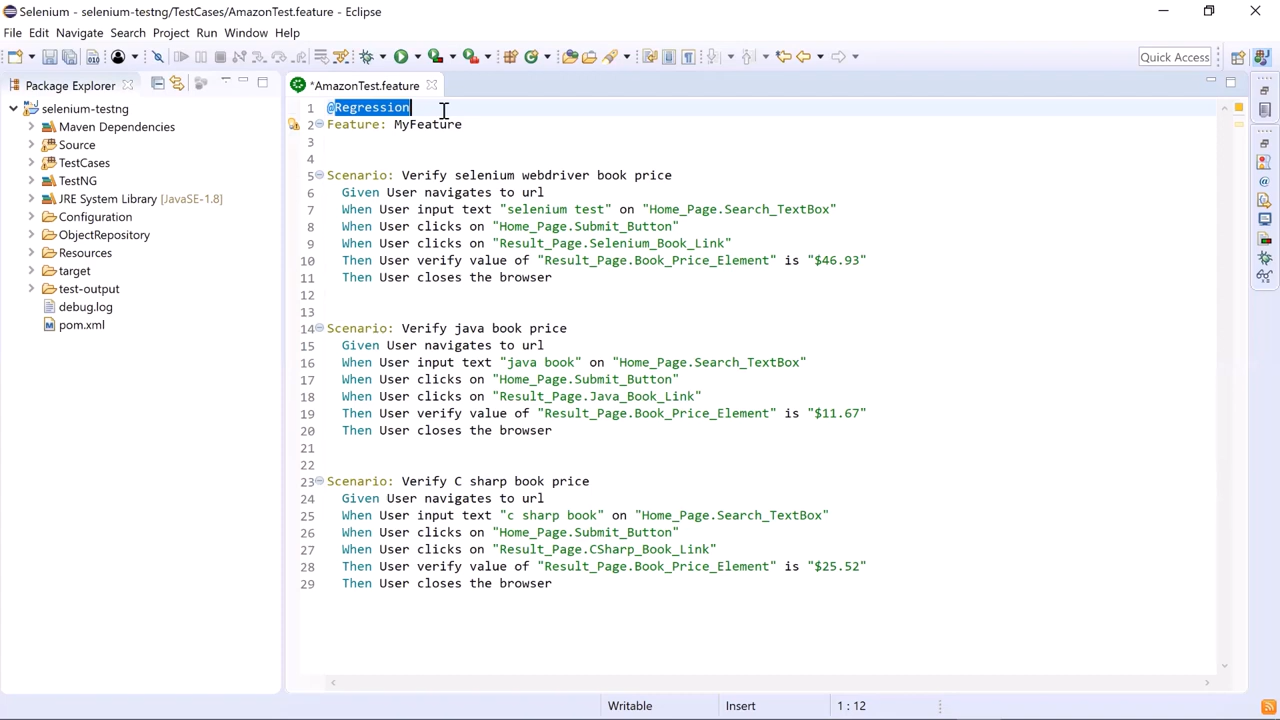 Selenium - selenium-testng/TestCases/AmazonTest.feature - Eclipse
File Edit Navigate Search Project Run Window Help
Quick Access
Package Explorer
*AmazonTest.feature
selenium-testng
Maven Dependencies
Source
TestCases
TestNG
JRE System Library [JavaSE-1.8]
Configuration
ObjectRepository
Resources
target
test-output
debug.log
pom.xml
1 @Regression
2 Feature: MyFeature
3
4
5 Scenario: Verify selenium webdriver book price
6 Given User navigates to url
7 When User input text "selenium test" on "Home_Page.Search_TextBox"
8 When User clicks on "Home_Page.Submit_Button"
9 When User clicks on "Result_Page.Selenium_Book_Link"
10 Then User verify value of "Result_Page.Book_Price_Element" is "$46.93"
11 Then User closes the browser
12
13
14 Scenario: Verify java book price
15 Given User navigates to url
16 When User input text "java book" on "Home_Page.Search_TextBox"
17 When User clicks on "Home_Page.Submit_Button"
18 When User clicks on "Result_Page.Java_Book_Link"
19 Then User verify value of "Result_Page.Book_Price_Element" is "$11.67"
20 Then User closes the browser
21
22
23 Scenario: Verify C sharp book price
24 Given User navigates to url
25 When User input text "c sharp book" on "Home_Page.Search_TextBox"
26 When User clicks on "Home_Page.Submit_Button"
27 When User clicks on "Result_Page.CSharp_Book_Link"
28 Then User verify value of "Result_Page.Book_Price_Element" is "$25.52"
29 Then User closes the browser
Writable Insert 1 : 12